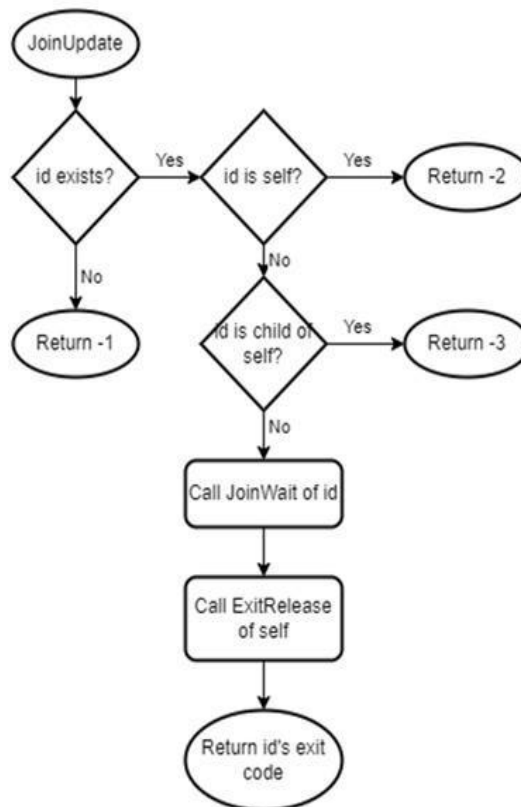 JoinUpdate
id exists?
Yes
id is self?
Yes
Return -2
No
No
Return -1
id is child of
self?
Yes
Return -3
No
Call JoinWait of id
Call ExitRelease
of self
Return id's exit
code